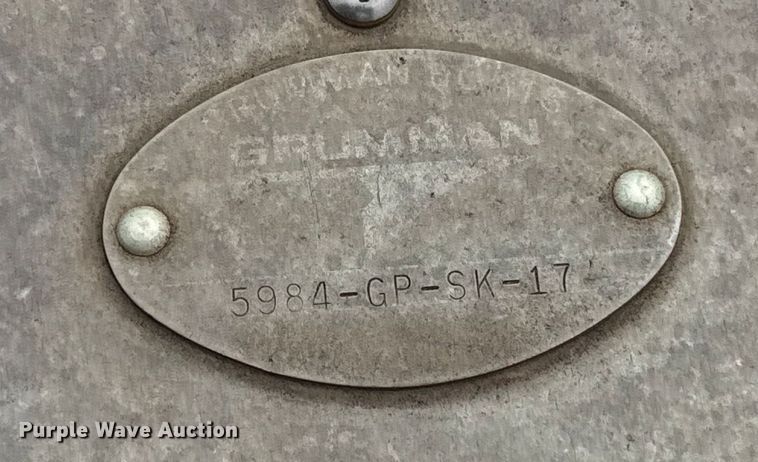 GRUMMAN BOATS
GRUMMAN
5984-GP-SK-17
Purple Wave Auction